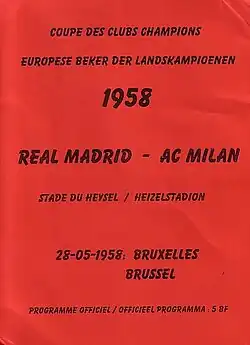 COUPE DES CLUBS CHAMPIONS
EUROPESE BEKER DER LANDSKAMPIOENEN
1958
REAL MADRID - AC MILAN
STADE DU HEYSEL / HEIZELSTADION
28-05-1958: BRUXELLES
BRUSSEL
PROGRAMME OFFICIEL / OFFICIEEL PROGRAMMA : 5 BF